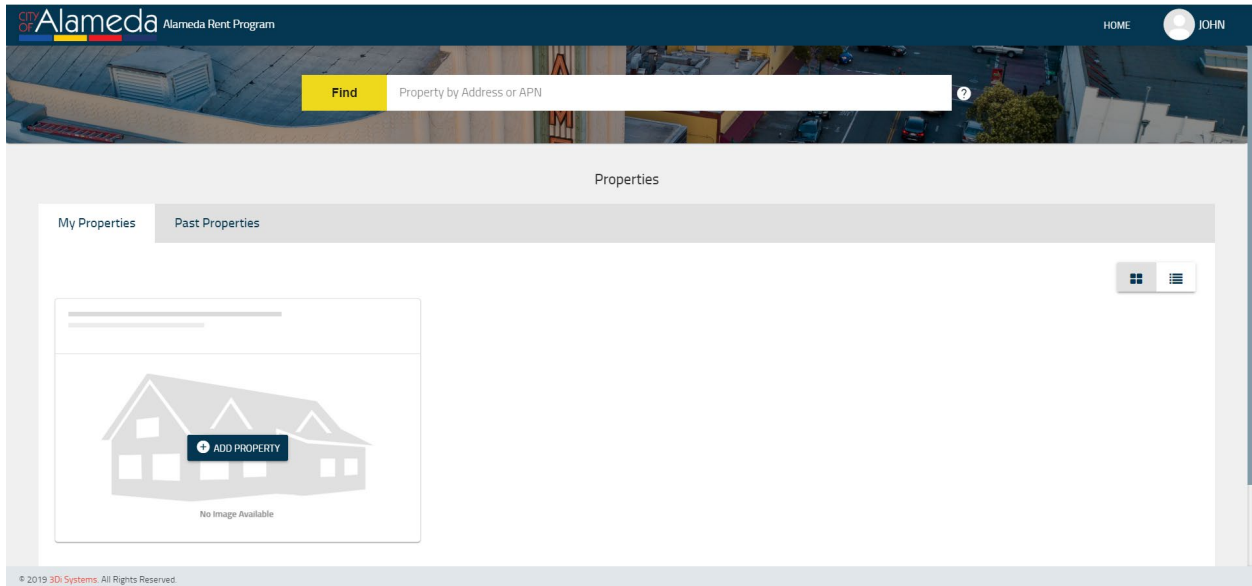 CITY OF Alameda Alameda Rent Program
HOME
JOHN
Find
Property by Address or APN
?
Properties
My Properties
Past Properties
ADD PROPERTY
No Image Available
© 2019 3Di Systems. All Rights Reserved.